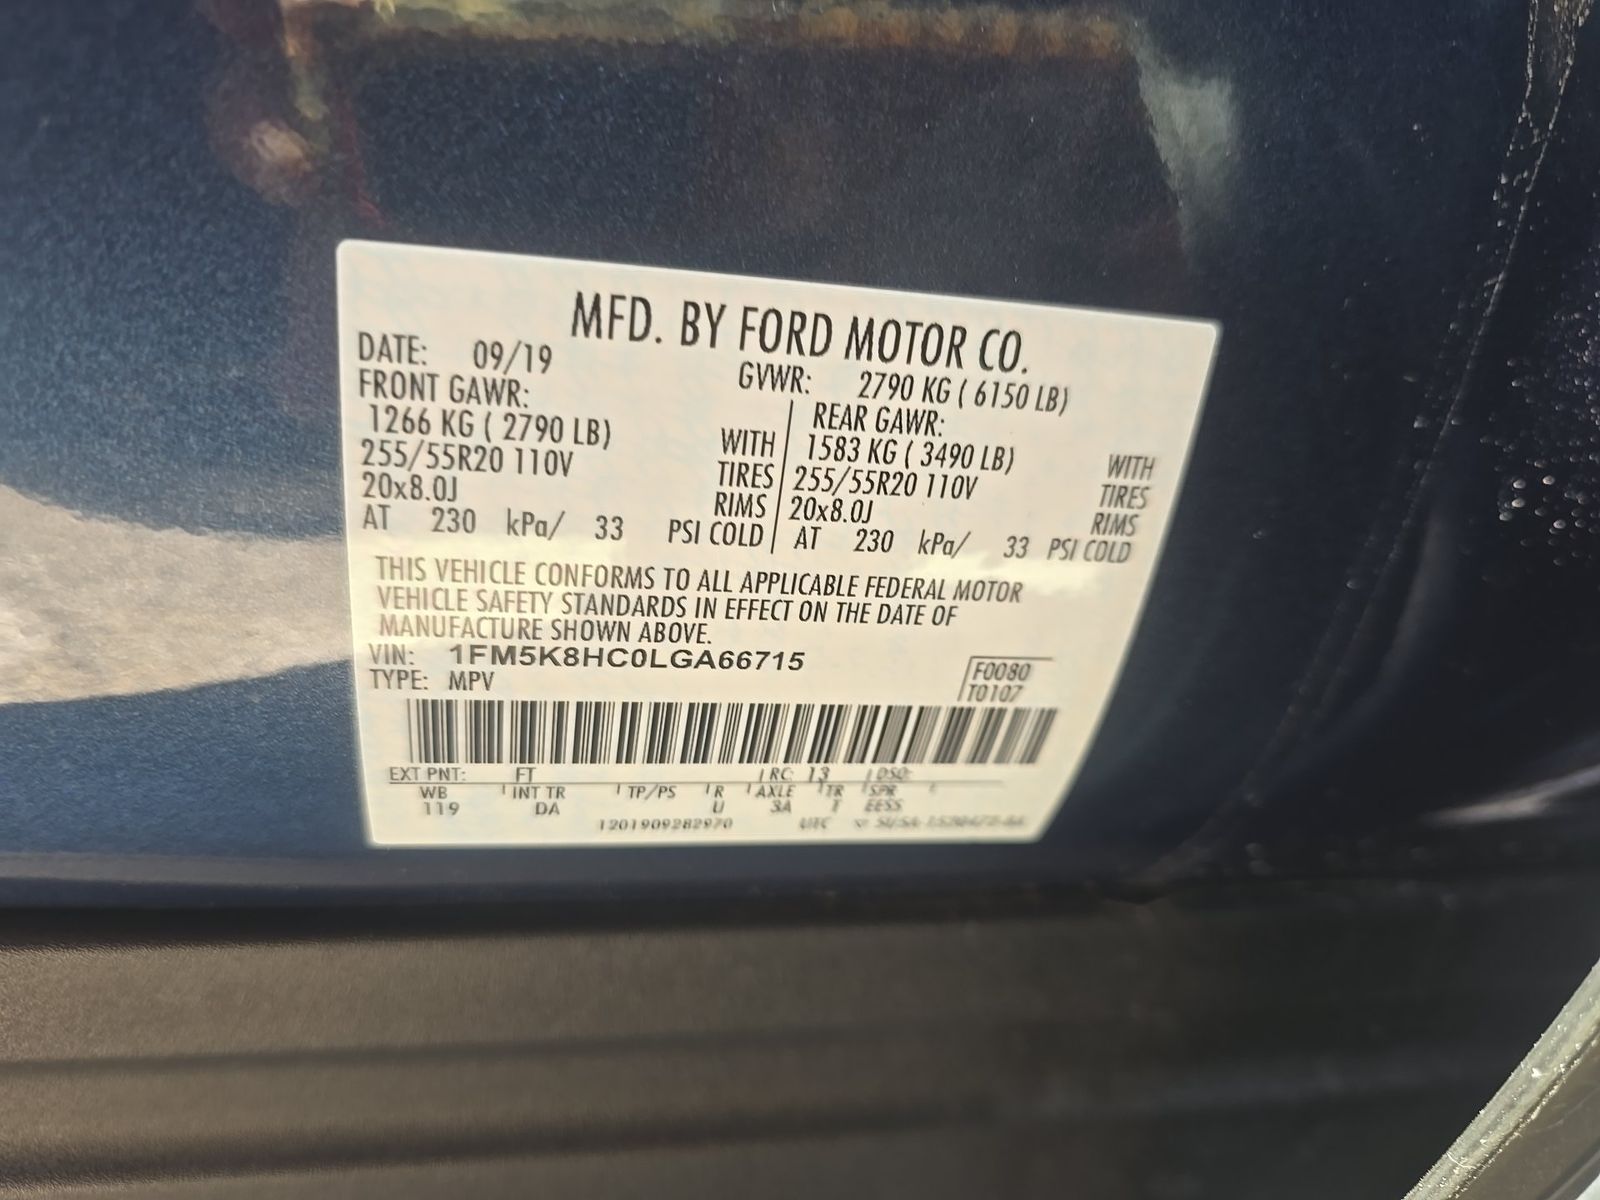 MFD. BY FORD MOTOR CO.
DATE: 09/19 GVWR: 2790 KG ( 6150 LB)
FRONT GAWR: REAR GAWR:
1266 KG ( 2790 LB) WITH 1583 KG ( 3490 LB) WITH
255/55R20 110V TIRES 255/55R20 110V TIRES
20x8.0J RIMS 20x8.0J RIMS
AT 230 kPa/ 33 PSI COLD AT 230 kPa/ 33 PSI COLD
THIS VEHICLE CONFORMS TO ALL APPLICABLE FEDERAL MOTOR
VEHICLE SAFETY STANDARDS IN EFFECT ON THE DATE OF
MANUFACTURE SHOWN ABOVE.
VIN: 1FM5K8HC0LGA66715
TYPE: MPV
F0080
T0107
EXT PNT: FT RC: 13 DSO:
WB INT TR TP/PS R AXLE TR SPR
119 DA U 3A T EESS
1201909282970 UTC